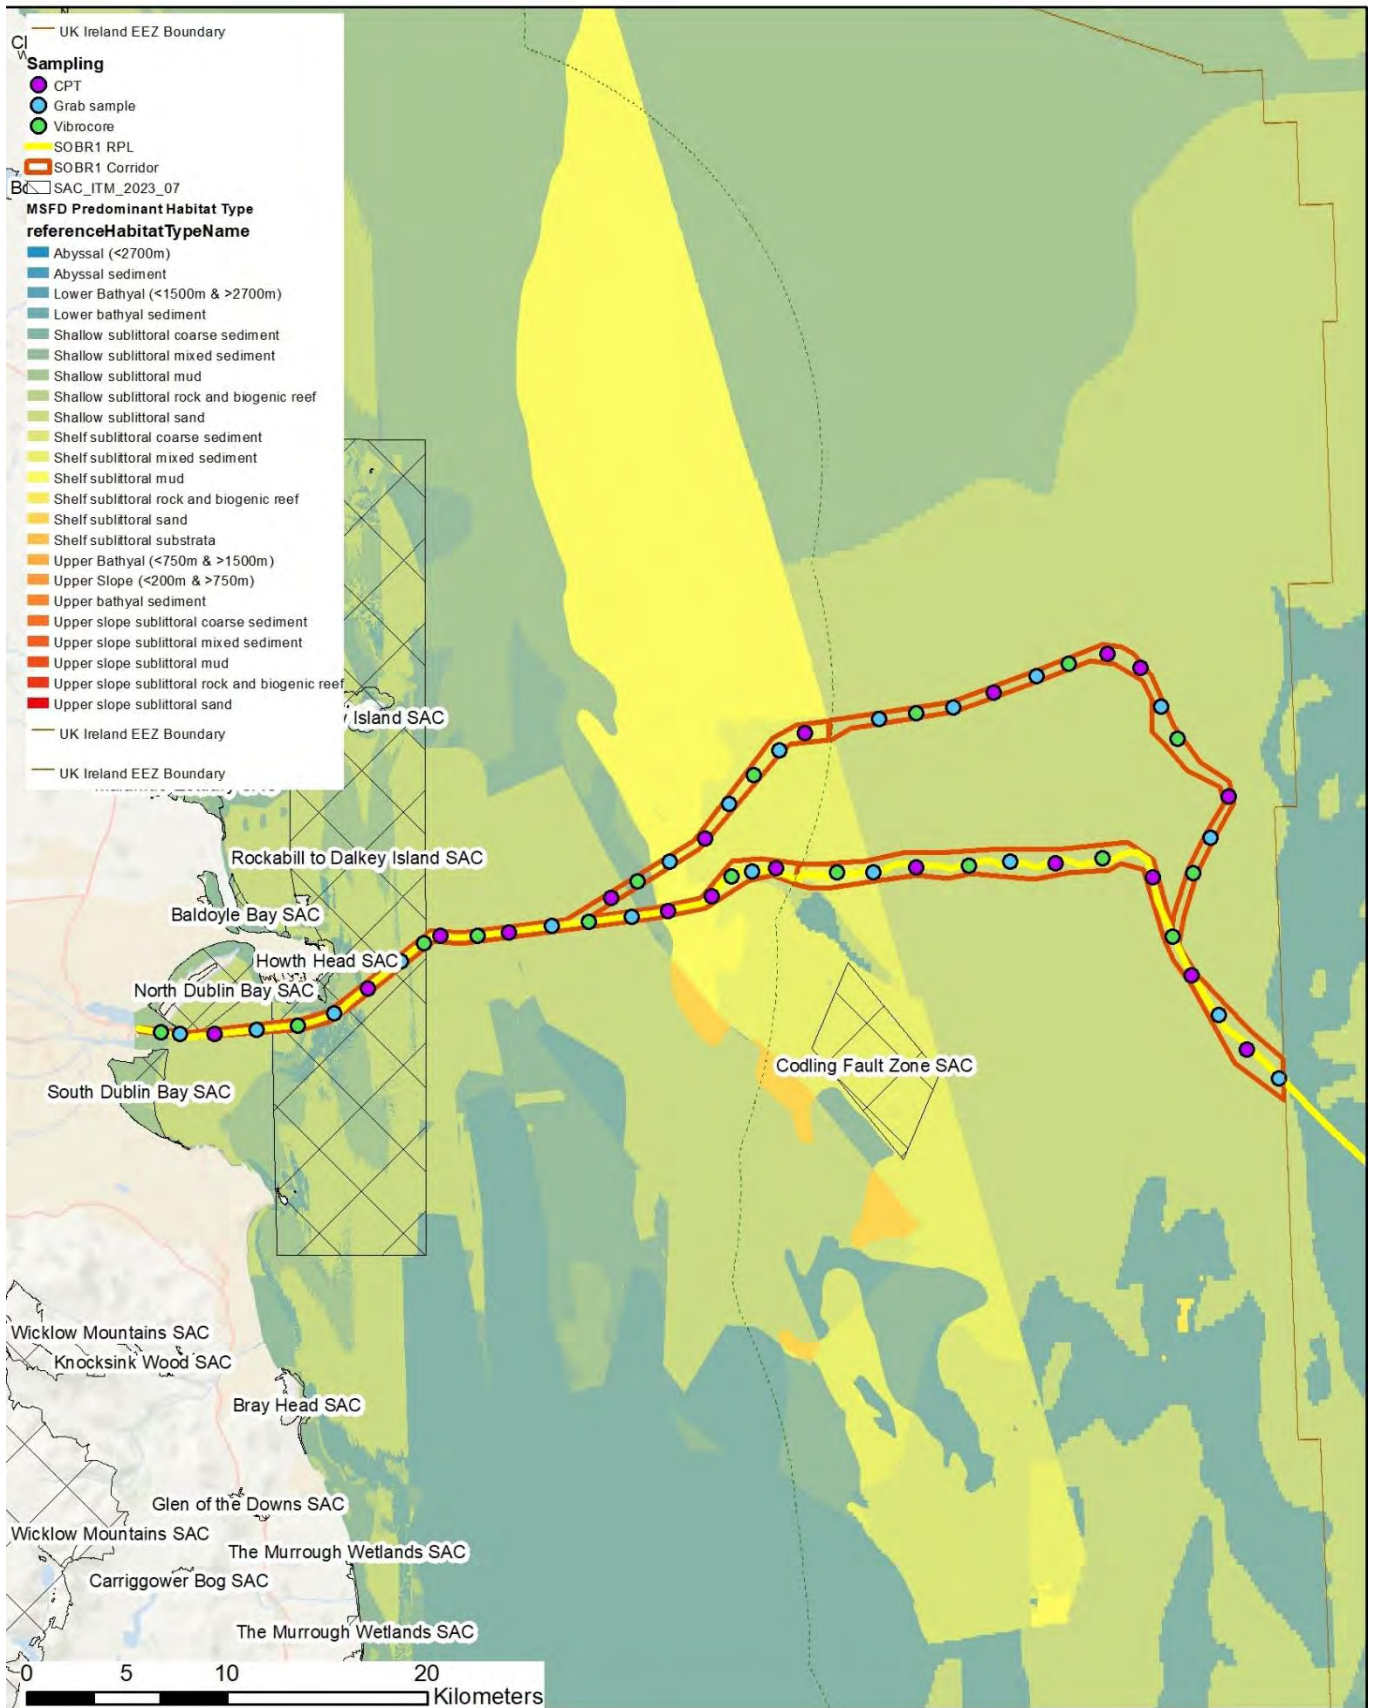 N
UK Ireland EEZ Boundary
Cl
Sampling
CPT
Grab sample
Vibrocore
SOBR1 RPL
SOBR1 Corridor
SAC_ITM_2023_07
MSFD Predominant Habitat Type
referenceHabitatTypeName
Abyssal (<2700m)
Abyssal sediment
Lower Bathyal (<1500m & >2700m)
Lower bathyal sediment
Shallow sublittoral coarse sediment
Shallow sublittoral mixed sediment
Shallow sublittoral mud
Shallow sublittoral rock and biogenic reef
Shallow sublittoral sand
Shelf sublittoral coarse sediment
Shelf sublittoral mixed sediment
Shelf sublittoral mud
Shelf sublittoral rock and biogenic reef
Shelf sublittoral sand
Shelf sublittoral substrata
Upper Bathyal (<750m & >1500m)
Upper Slope (<200m & >750m)
Upper bathyal sediment
Upper slope sublittoral coarse sediment
Upper slope sublittoral mixed sediment
Upper slope sublittoral mud
Upper slope sublittoral rock and biogenic reef
Upper slope sublittoral sand
UK Ireland EEZ Boundary
UK Ireland EEZ Boundary
y Island SAC
Rockabill to Dalkey Island SAC
Baldoyle Bay SAC
Howth Head SAC
North Dublin Bay SAC
South Dublin Bay SAC
Codling Fault Zone SAC
Wicklow Mountains SAC
Knocksink Wood SAC
Bray Head SAC
Glen of the Downs SAC
Wicklow Mountains SAC
The Murrough Wetlands SAC
Carriggower Bog SAC
The Murrough Wetlands SAC
0 5 10 20
Kilometers